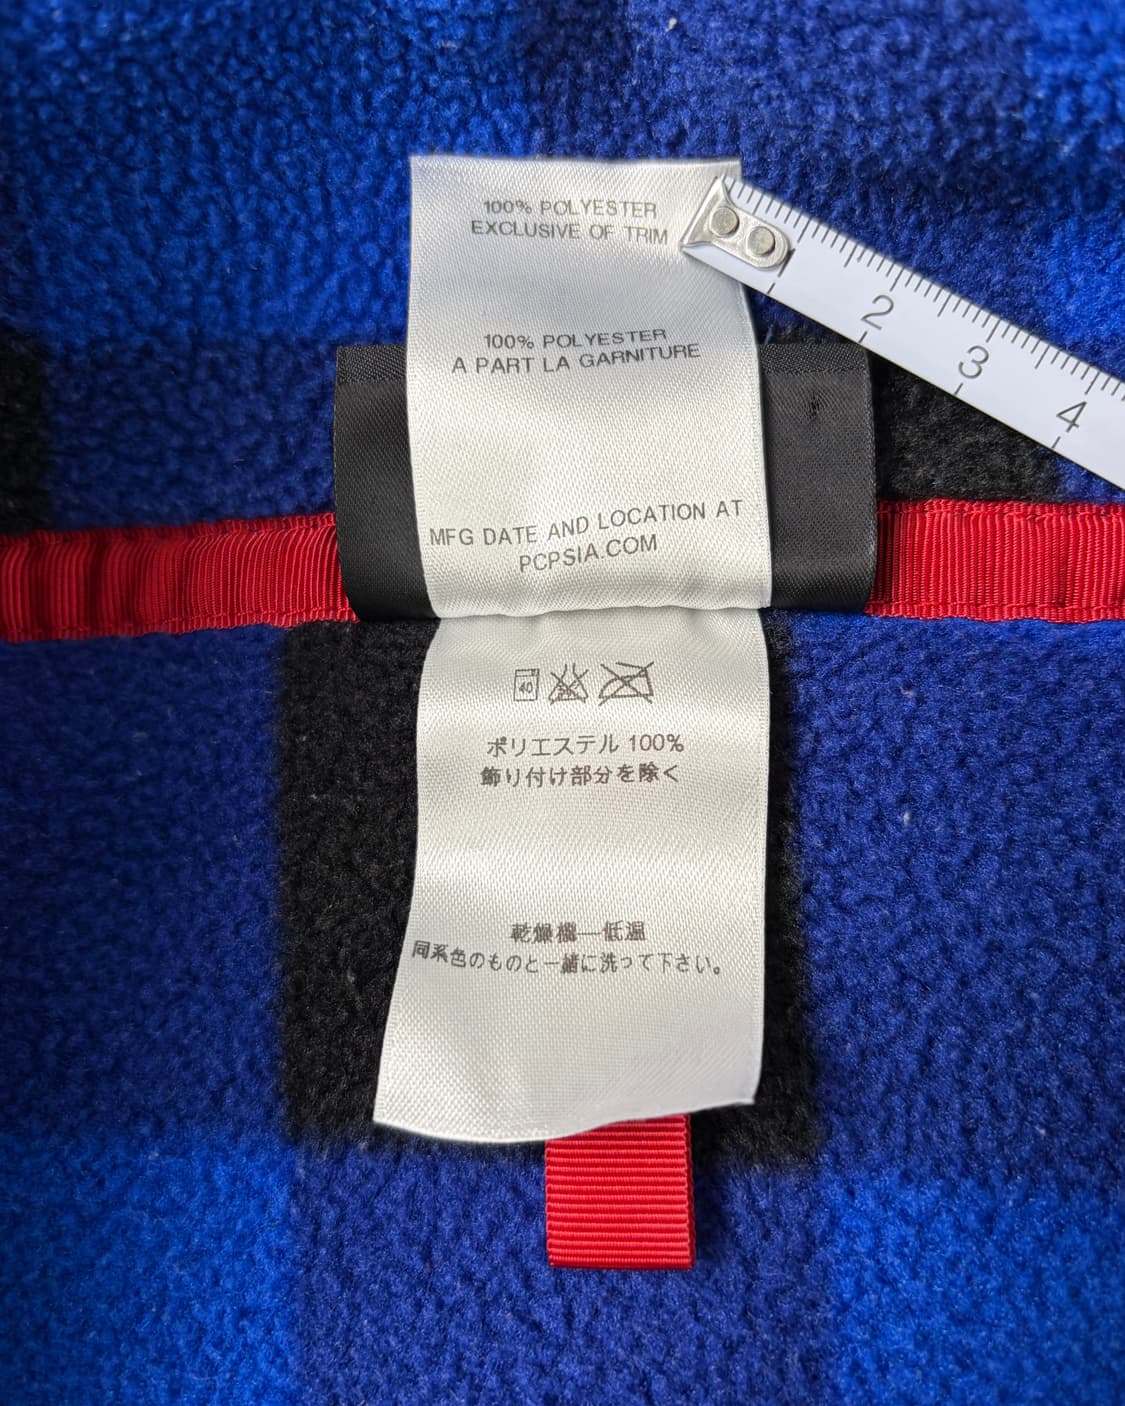 100% POLYESTER
EXCLUSIVE OF TRIM
100% POLYESTER
A PART LA GARNITURE
MFG DATE AND LOCATION AT
PCPSIA.COM
40
ポリエステル 100%
飾り付け部分を除く
乾燥機—低温
同系色のものと一緒に洗って下さい。
2
3
4